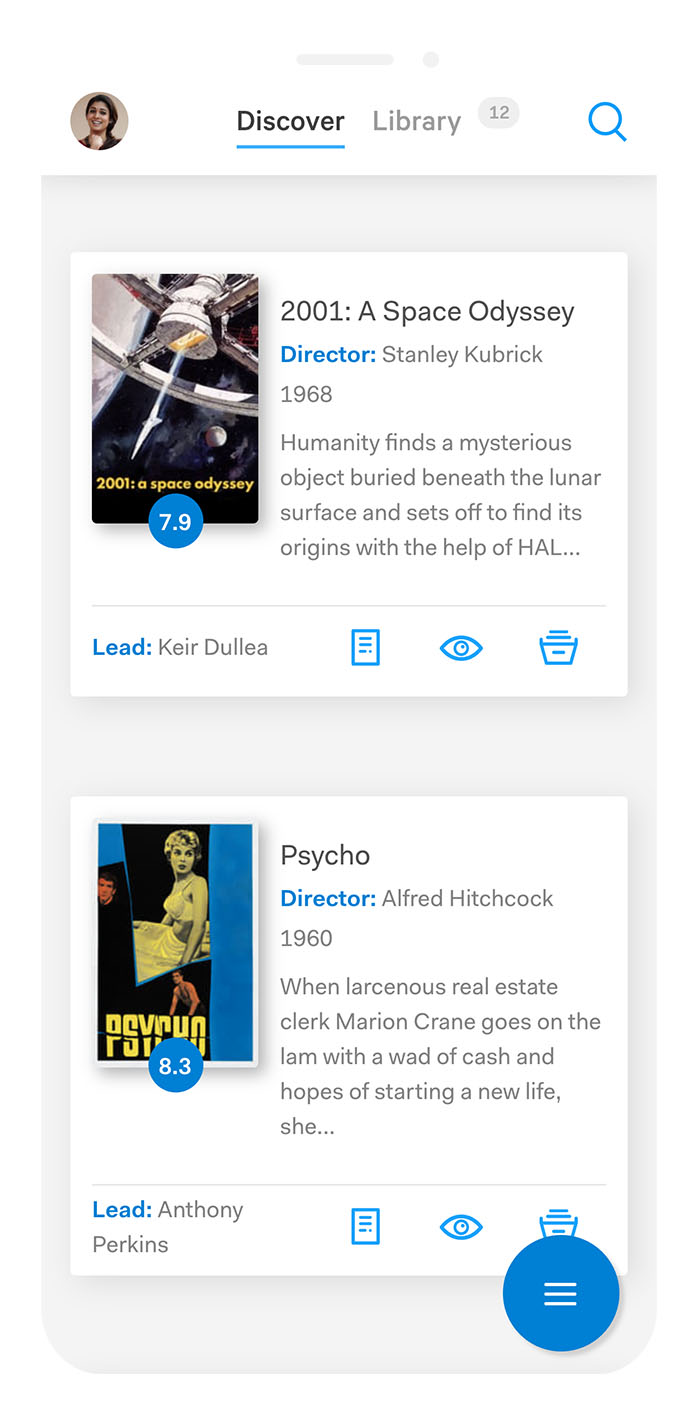 Discover Library 12
2001: A Space Odyssey
Director: Stanley Kubrick
1968
Humanity finds a mysterious
object buried beneath the lunar
surface and sets off to find its
origins with the help of HAL...
2001: a space odyssey
7.9
Lead: Keir Dullea
Psycho
Director: Alfred Hitchcock
1960
When larcenous real estate
clerk Marion Crane goes on the
lam with a wad of cash and
hopes of starting a new life,
she...
PSYCHO
8.3
Lead: Anthony
Perkins